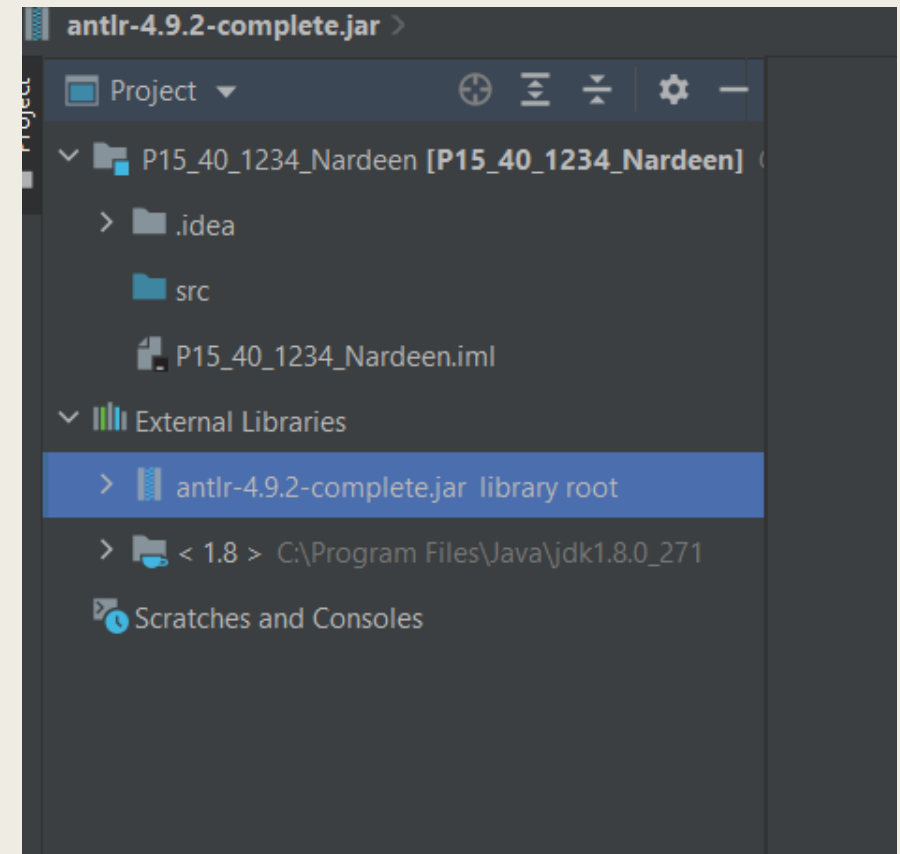 antlr-4.9.2-complete.jar
Project
Project
P15_40_1234_Nardeen [P15_40_1234_Nardeen]
.idea
src
P15_40_1234_Nardeen.iml
External Libraries
antlr-4.9.2-complete.jar library root
< 1.8 > C:\Program Files\Java\jdk1.8.0_271
Scratches and Consoles